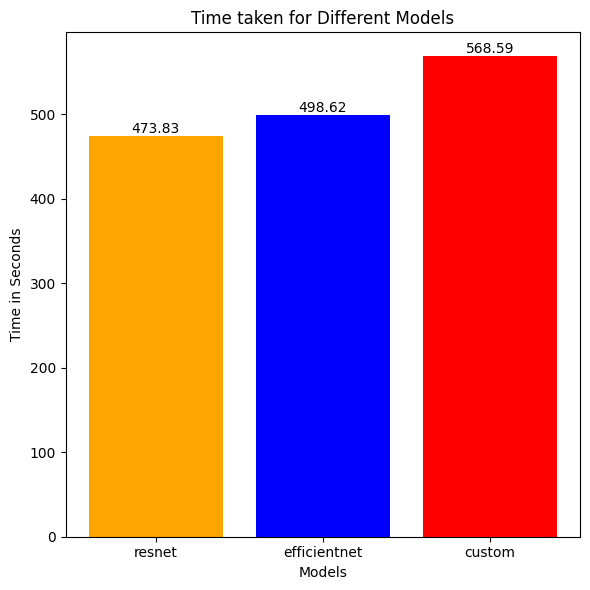 Time taken for Different Models
568.59
498.62
473.83
500
400
300
200
100
0
Time in Seconds
resnet efficientnet custom
Models